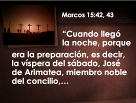 Marcos 15:42, 43
“Cuando llegó
la noche, porque
era la preparación, es decir,
la víspera del sábado, José
de Arimatea, miembro noble
del concilio,…